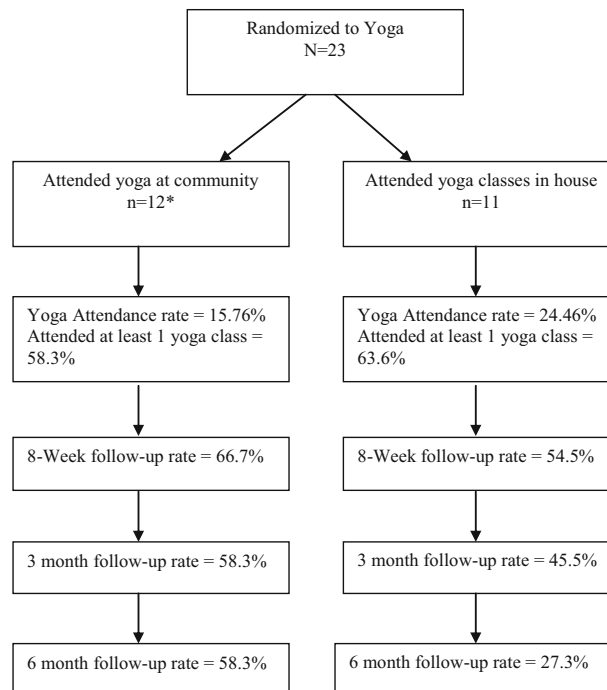 Randomized to Yoga
N=23
Attended yoga at community
n=12*
Attended yoga classes in house
n=11
Yoga Attendance rate = 15.76%
Attended at least 1 yoga class =
58.3%
Yoga Attendance rate = 24.46%
Attended at least 1 yoga class =
63.6%
8-Week follow-up rate = 66.7%
8-Week follow-up rate = 54.5%
3 month follow-up rate = 58.3%
3 month follow-up rate = 45.5%
6 month follow-up rate = 58.3%
6 month follow-up rate = 27.3%